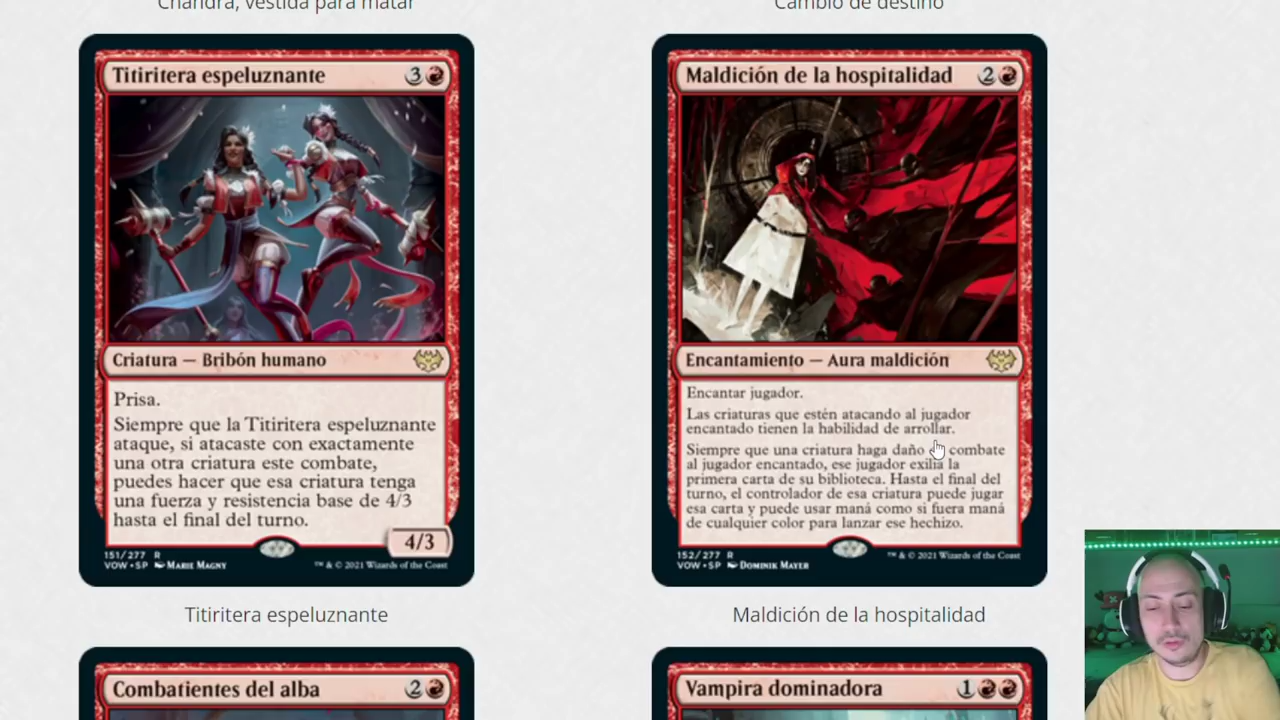 Chandra, vestida para matar
Cambio de destino
Titiritera espeluznante 3
Criatura — Bribón humano
Prisa.
Siempre que la Titiritera espeluznante
ataque, si atacaste con exactamente
una otra criatura este combate,
puedes hacer que esa criatura tenga
una fuerza y resistencia base de 4/3
hasta el final del turno.
4/3
151/277 R
VOW • SP Marie Magny
™ & © 2021 Wizards of the Coast
Titiritera espeluznante
Maldición de la hospitalidad 2
Encantamiento — Aura maldición
Encantar jugador.
Las criaturas que estén atacando al jugador
encantado tienen la habilidad de arrollar.
Siempre que una criatura haga daño combate
al jugador encantado, ese jugador exilia la
primera carta de su biblioteca. Hasta el final del
turno, el controlador de esa criatura puede jugar
esa carta y puede usar maná como si fuera maná
de cualquier color para lanzar ese hechizo.
152/277 R
VOW • SP Dominik Mayer
™ & © 2021 Wizards of the Coast
Maldición de la hospitalidad
Combatientes del alba 2
Vampira dominadora 1